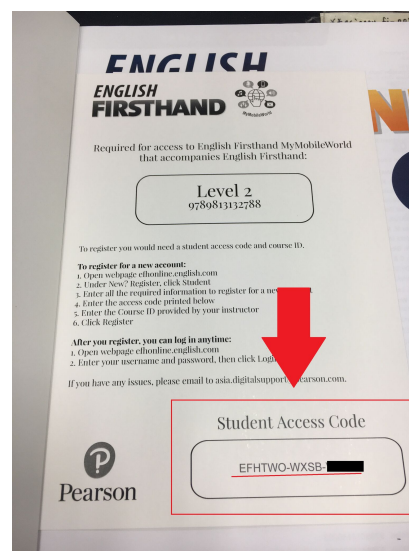 ENGLISH
ENGLISH
FIRSTHAND
MyMobileWorld
Required for access to English Firsthand MyMobileWorld
that accompanies English Firsthand:
Level 2
9789813132788
To register you would need a student access code and course ID.
To register for a new account:
1. Open webpage efhonline.english.com
2. Under New? Register, click Student
3. Enter all the required information to register for a new
4. Enter the access code printed below
5. Enter the Course ID provided by your instructor
6. Click Register
After you register, you can log in anytime:
1. Open webpage efhonline.english.com
2. Enter your username and password, then click
If you have any issues, please email to asia.digitalsupport pearson.com.
Student Access Code
EFHTWO-WXSB-
Pearson